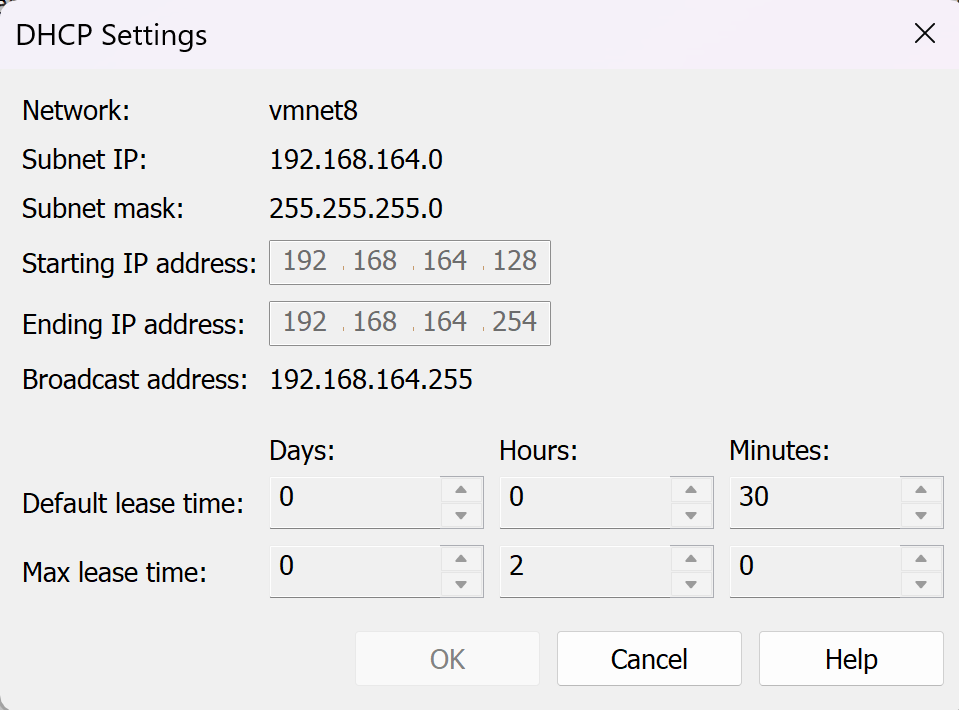 DHCP Settings
Network: vmnet8
Subnet IP: 192.168.164.0
Subnet mask: 255.255.255.0
Starting IP address: 192 . 168 . 164 . 128
Ending IP address: 192 . 168 . 164 . 254
Broadcast address: 192.168.164.255
Days: Hours: Minutes:
Default lease time: 0 0 30
Max lease time: 0 2 0
OK Cancel Help